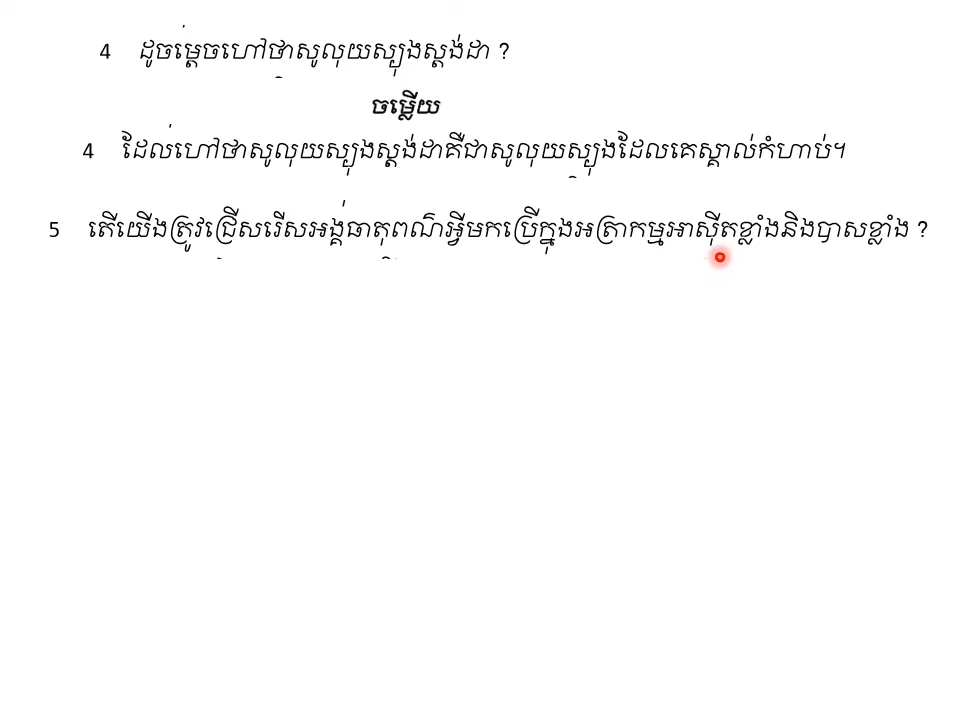 4 ដូចម្ដេចហៅថាសូលុយស្យុងស្តង់ដា ?
ចម្លើយ
4 ដែលហៅថាសូលុយស្យុងស្តង់ដាគឺជាសូលុយស្យុងដែលគេស្គាល់កំហាប់។
5 តើយើងត្រូវជ្រើសរើសអង្គធាតុពណ៌អ្វីមកប្រើក្នុងអត្រាកម្មអាស៊ីតខ្លាំងនិងបាសខ្លាំង ?